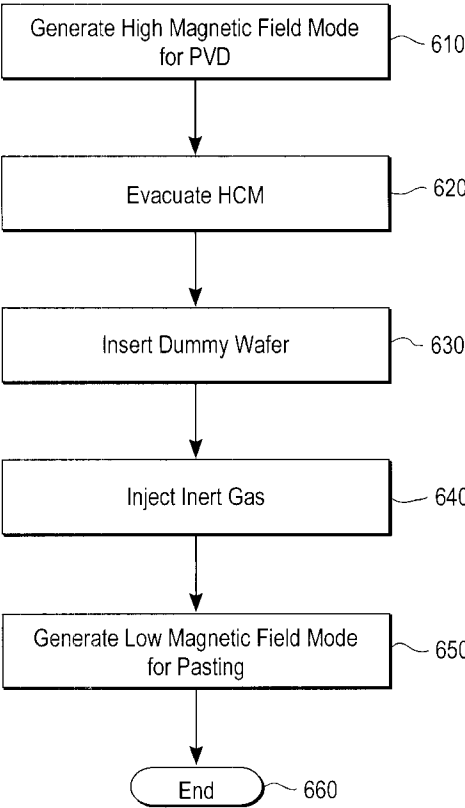 Generate High Magnetic Field Mode
for PVD
610
Evacuate HCM
620
Insert Dummy Wafer
630
Inject Inert Gas
640
Generate Low Magnetic Field Mode
for Pasting
650
End
660